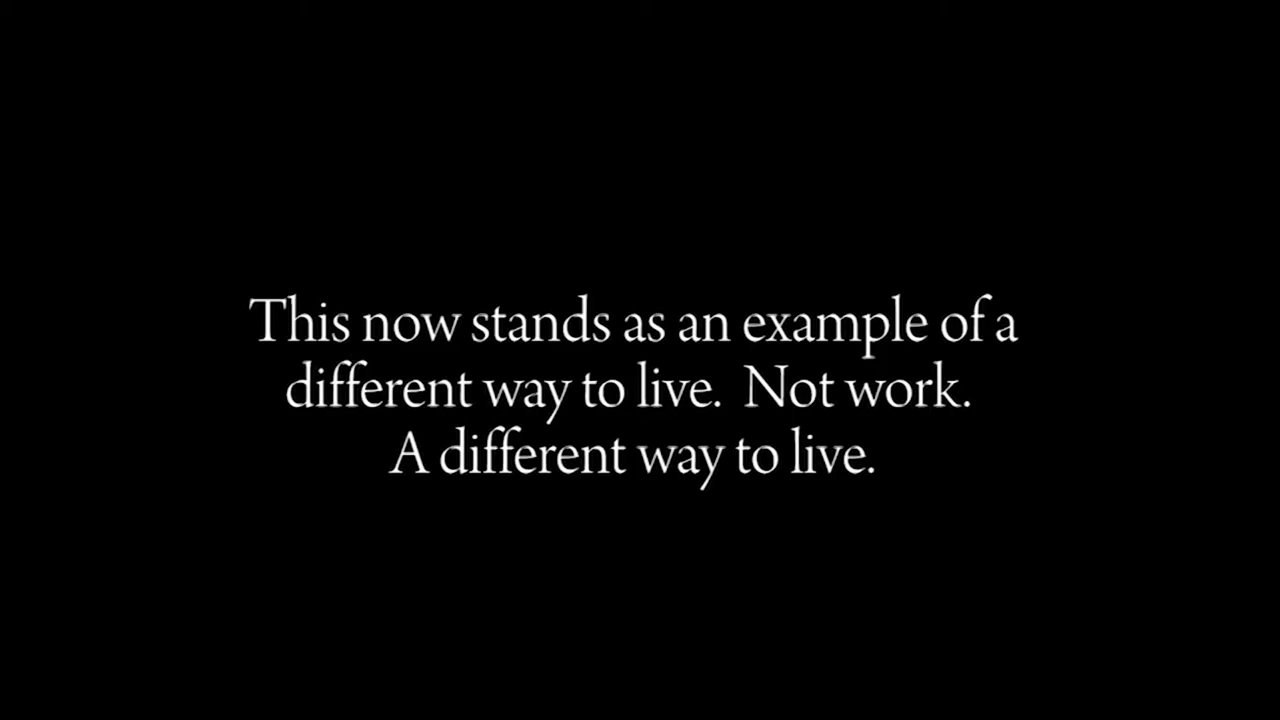 This now stands as an example of a
different way to live.  Not work.
A different way to live.